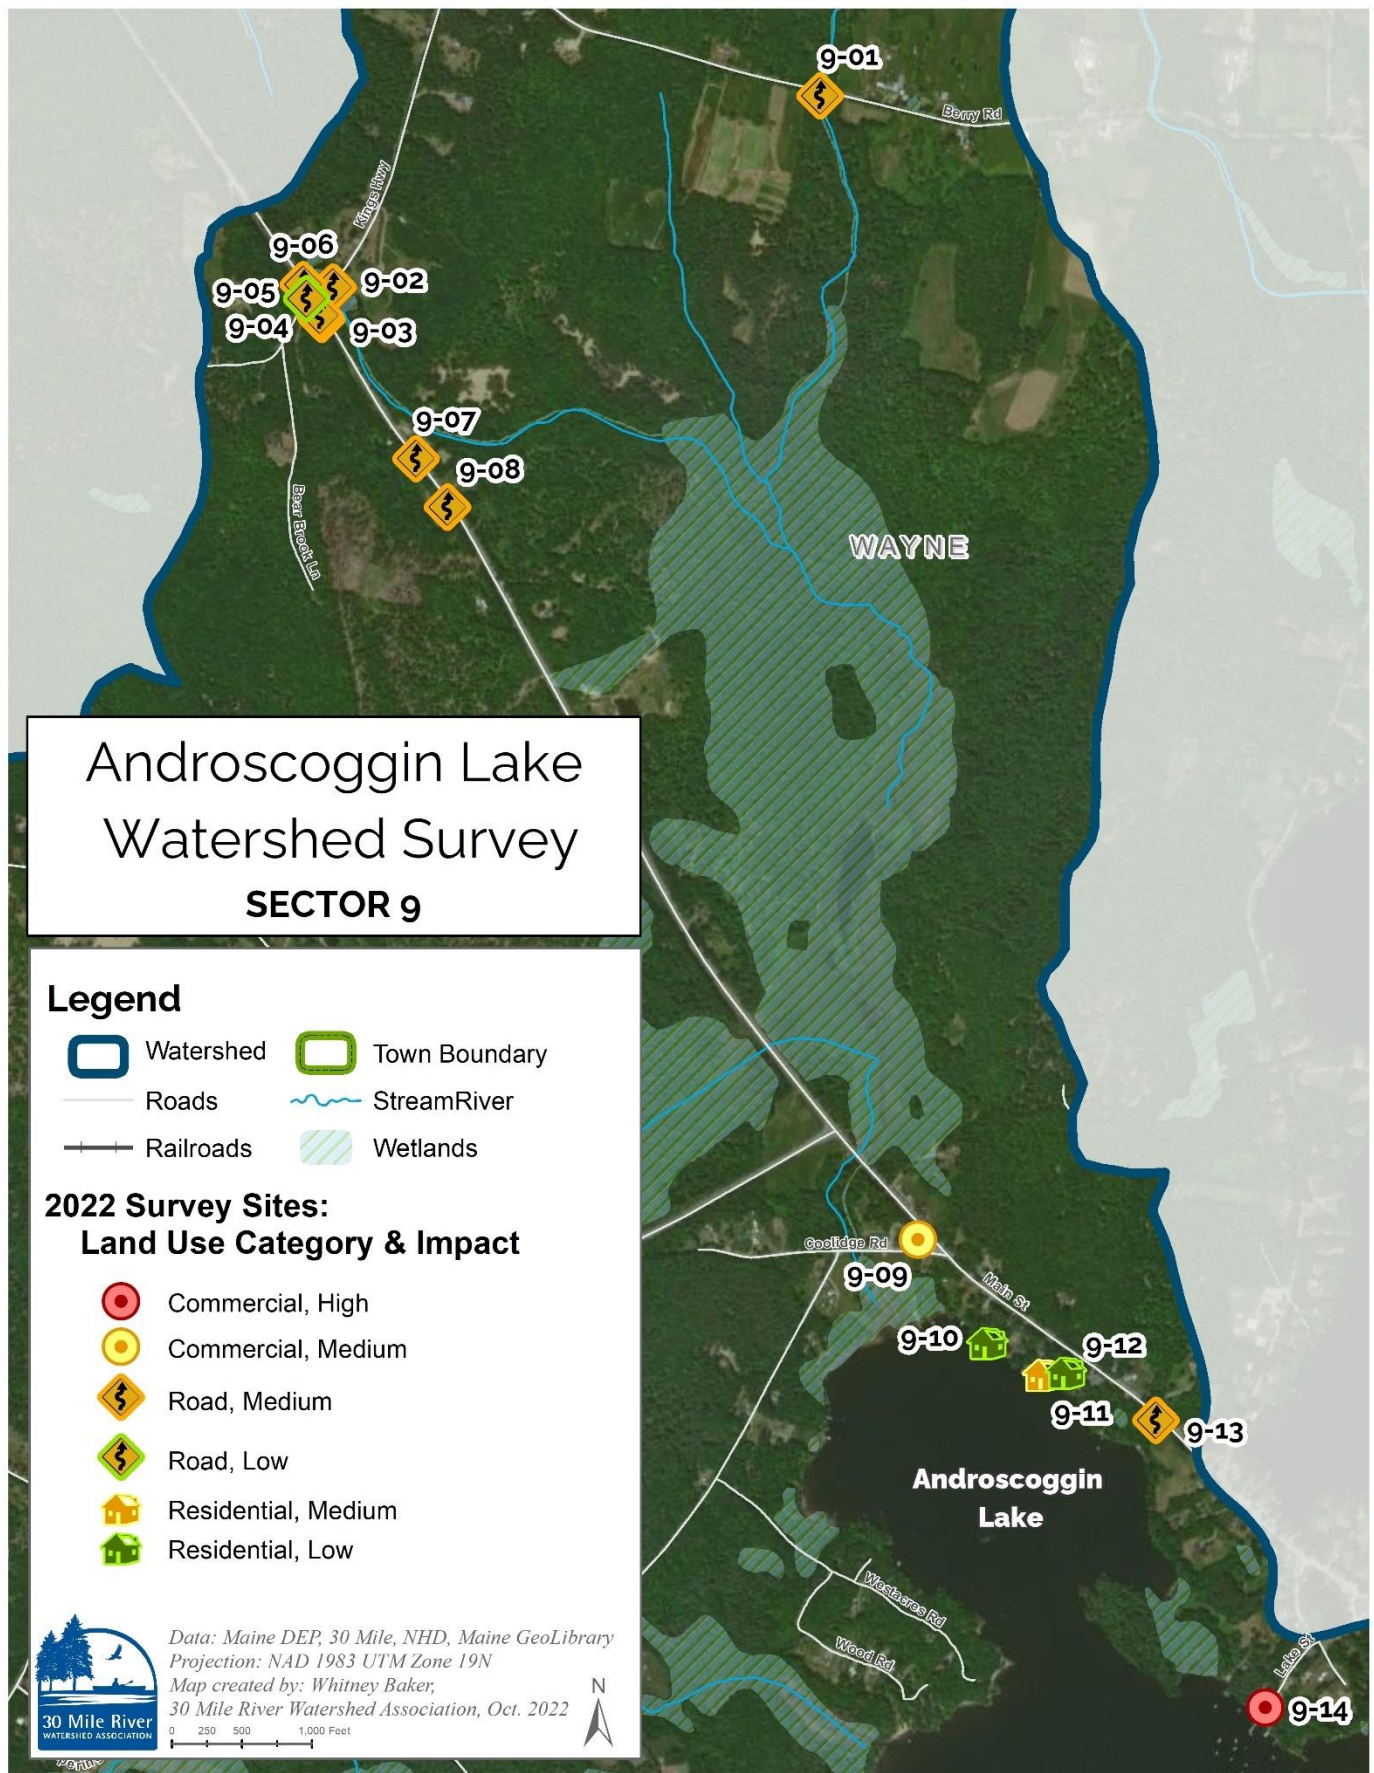 9-01
Berry Rd
Kings Hwy
9-06
9-02
9-05
9-04
9-03
9-07
9-08
Bear Brook Ln
WAYNE
Androscoggin Lake
Watershed Survey
SECTOR 9
Legend
Watershed
Town Boundary
Roads
StreamRiver
Railroads
Wetlands
2022 Survey Sites:
Land Use Category & Impact
Commercial, High
Commercial, Medium
Road, Medium
Road, Low
Residential, Medium
Residential, Low
Coolidge Rd
9-09
Main St
9-10
9-12
9-11
9-13
Androscoggin
Lake
Westacres Rd
Wood Rd
Lake St
9-14
30 Mile River
WATERSHED ASSOCIATION
Data: Maine DEP, 30 Mile, NHD, Maine GeoLibrary
Projection: NAD 1983 UTM Zone 19N
Map created by: Whitney Baker,
30 Mile River Watershed Association, Oct. 2022
0 250 500 1,000 Feet
N